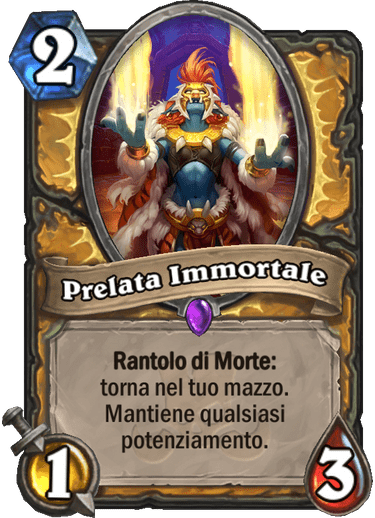 2
Prelata Immortale
Rantolo di Morte:
torna nel tuo mazzo.
Mantiene qualsiasi
potenziamento.
1
3